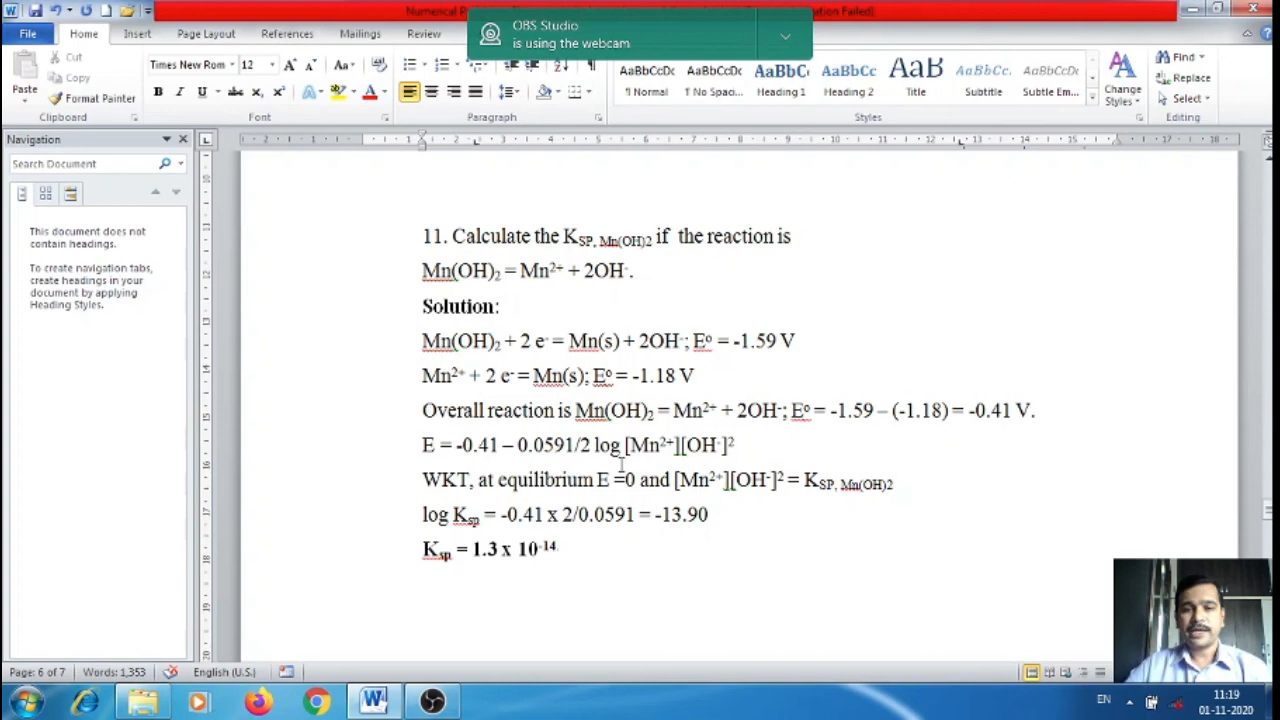 OBS Studio
is using the webcam
File Home Insert Page Layout References Mailings Review
Cut
Copy
Format Painter
Paste
Clipboard
Times New Rom 12
Font
Paragraph
AaBbCcDc AaBbCcDc AaBbC AaBbCc AaB AaBbCc. AaBbCcDc
¶ Normal ¶ No Spac... Heading 1 Heading 2 Title Subtitle Subtle Em...
Styles
Change
Styles
Find
Replace
Select
Editing
Navigation
Search Document
This document does not
contain headings.
To create navigation tabs,
create headings in your
document by applying
Heading Styles.
11. Calculate the K_SP, Mn(OH)2 if the reaction is
Mn(OH)₂ = Mn²⁺ + 2OH⁻.
Solution:
Mn(OH)₂ + 2 e⁻ = Mn(s) + 2OH⁻; Eº = -1.59 V
Mn²⁺ + 2 e⁻ = Mn(s); Eº = -1.18 V
Overall reaction is Mn(OH)₂ = Mn²⁺ + 2OH⁻; Eº = -1.59 – (-1.18) = -0.41 V.
E = -0.41 – 0.0591/2 log [Mn²⁺][OH⁻]²
WKT, at equilibrium E =0 and [Mn²⁺][OH⁻]² = K_SP, Mn(OH)2
log Kₛₚ = -0.41 x 2/0.0591 = -13.90
Kₛₚ = 1.3 x 10⁻¹⁴
Page: 6 of 7 Words: 1,353 English (U.S.)
EN
11:19
01-11-2020